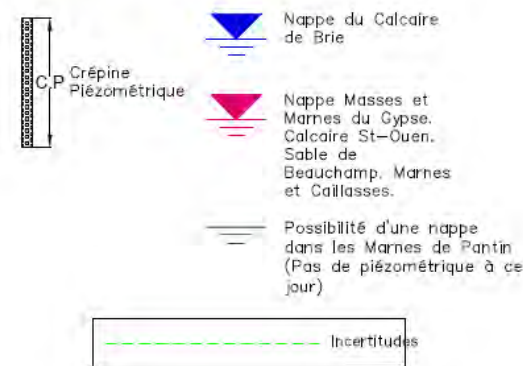 C.P
Crépine
Piézométrique
Nappe du Calcaire
de Brie
Nappe Masses et
Marnes du Gypse.
Calcaire St-Ouen.
Sable de
Beauchamp. Marnes
et Caillasses.
Possibilité d'une nappe
dans les Marnes de Pantin
(Pas de piézométrique à ce
jour)
Incertitudes